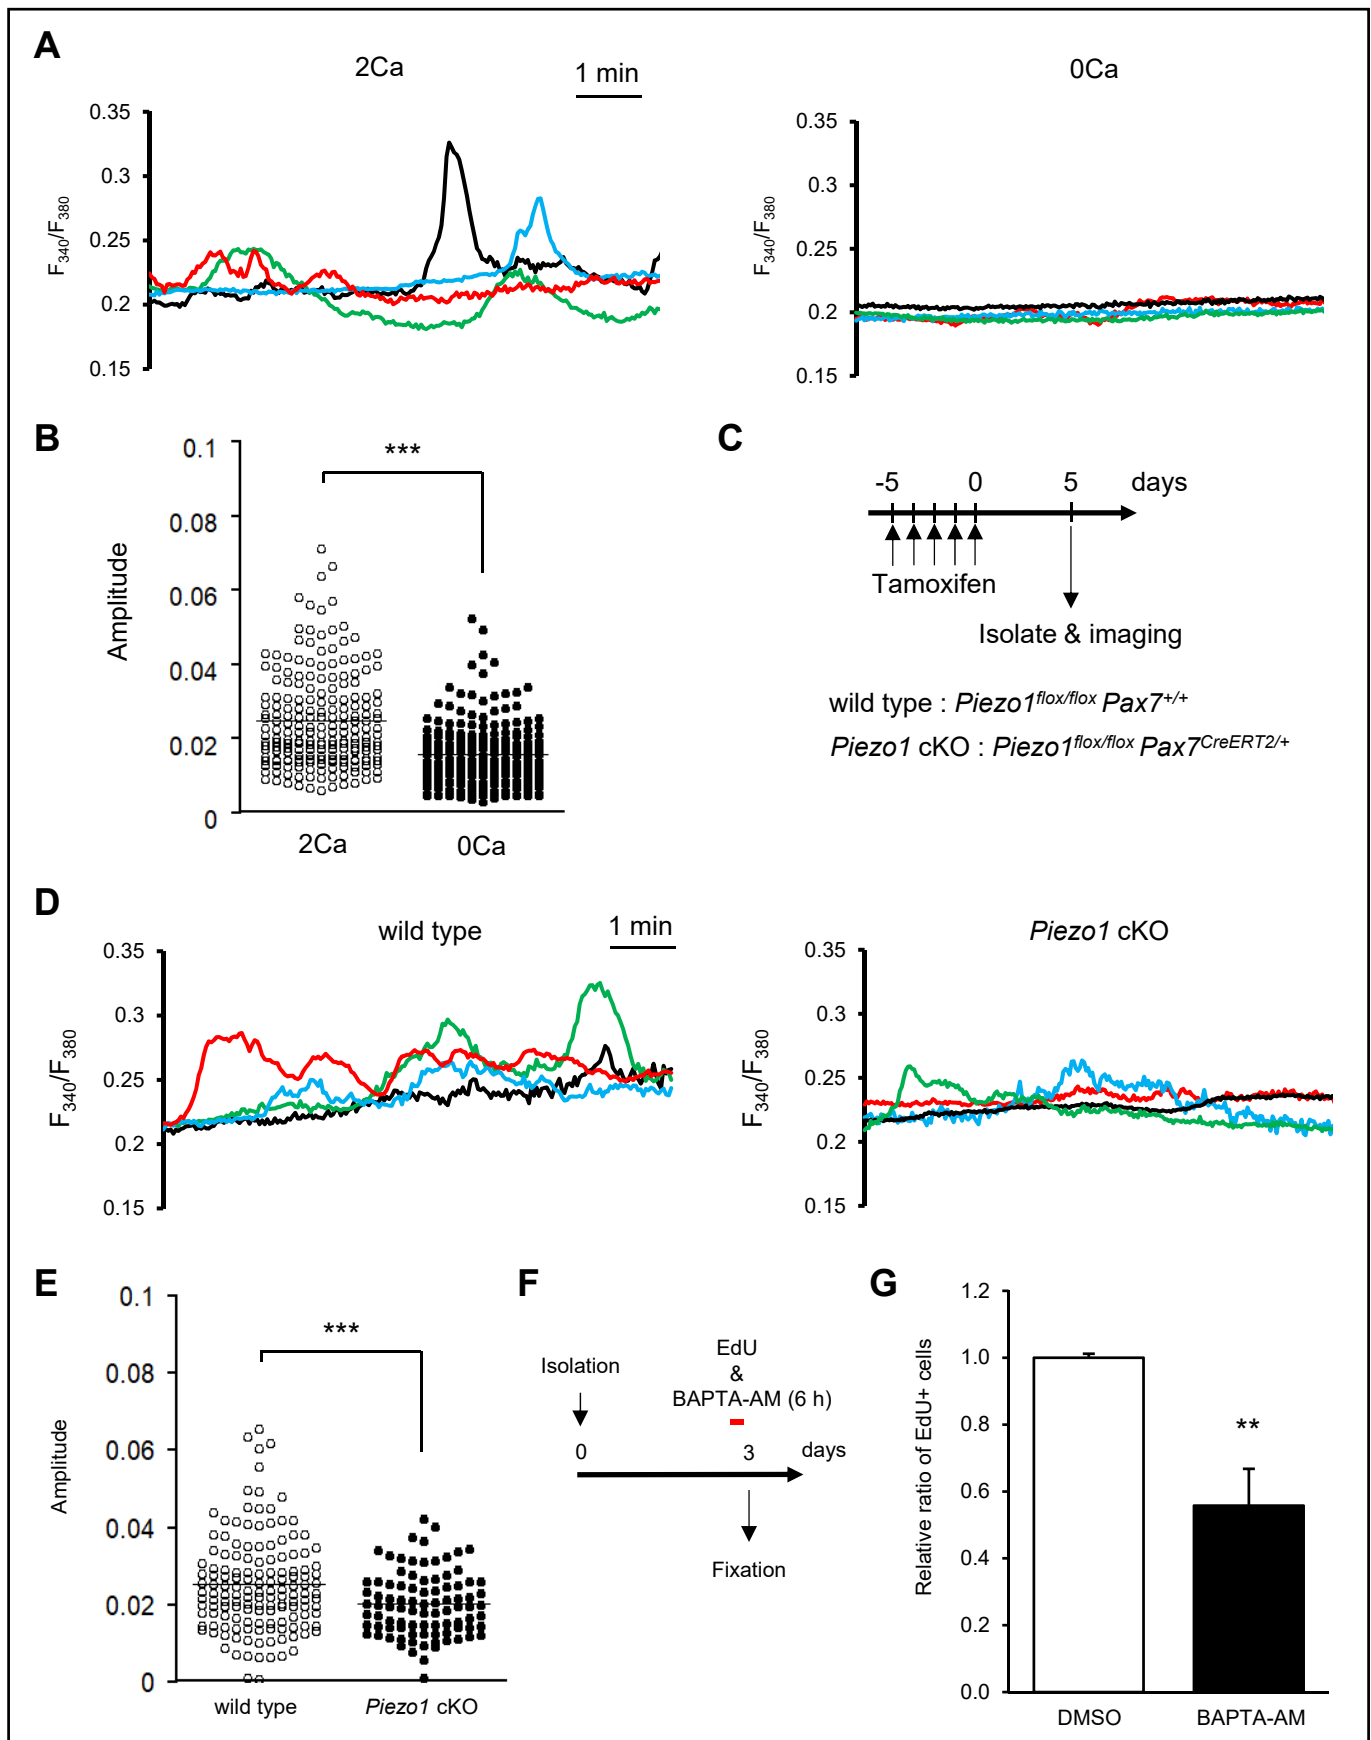 A
2Ca
1 min
0Ca
F340/F380
0.35
0.3
0.25
0.2
0.15
F340/F380
0.35
0.3
0.25
0.2
0.15
B
Amplitude
0.1
0.08
0.06
0.04
0.02
0
***
2Ca
0Ca
C
-5
0
5
days
Tamoxifen
Isolate & imaging
wild type : Piezo1flox/flox Pax7+/+
Piezo1 cKO : Piezo1flox/flox Pax7CreERT2/+
D
wild type
1 min
Piezo1 cKO
F340/F380
0.35
0.3
0.25
0.2
0.15
F340/F380
0.35
0.3
0.25
0.2
0.15
E
Amplitude
0.1
0.08
0.06
0.04
0.02
0
***
wild type
Piezo1 cKO
F
Isolation
EdU
&
BAPTA-AM (6 h)
0
3
days
Fixation
G
Relative ratio of EdU+ cells
1.2
1.0
0.8
0.6
0.4
0.2
0.0
**
DMSO
BAPTA-AM